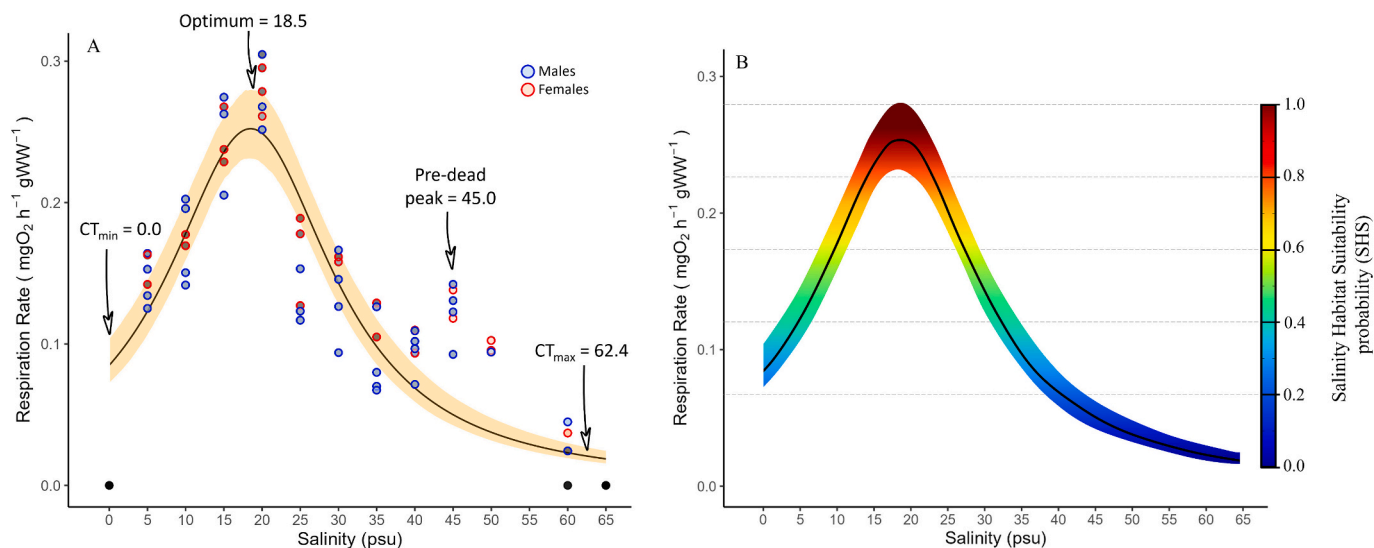 Optimum = 18.5
A
B
Males
Females
Pre-dead
peak = 45.0
CTmin = 0.0
CTmax = 62.4
Respiration Rate ( mgO₂ h⁻¹ gWW⁻¹ )
0.3
0.2
0.1
0.0
0 5 10 15 20 25 30 35 40 45 50 60 65
Salinity (psu)
Respiration Rate ( mgO₂ h⁻¹ gWW⁻¹ )
0.3
0.2
0.1
0.0
0 5 10 15 20 25 30 35 40 45 50 60 65
Salinity (psu)
1.0
0.8
0.6
0.4
0.2
0.0
Salinity Habitat Suitability
probability (SHS)